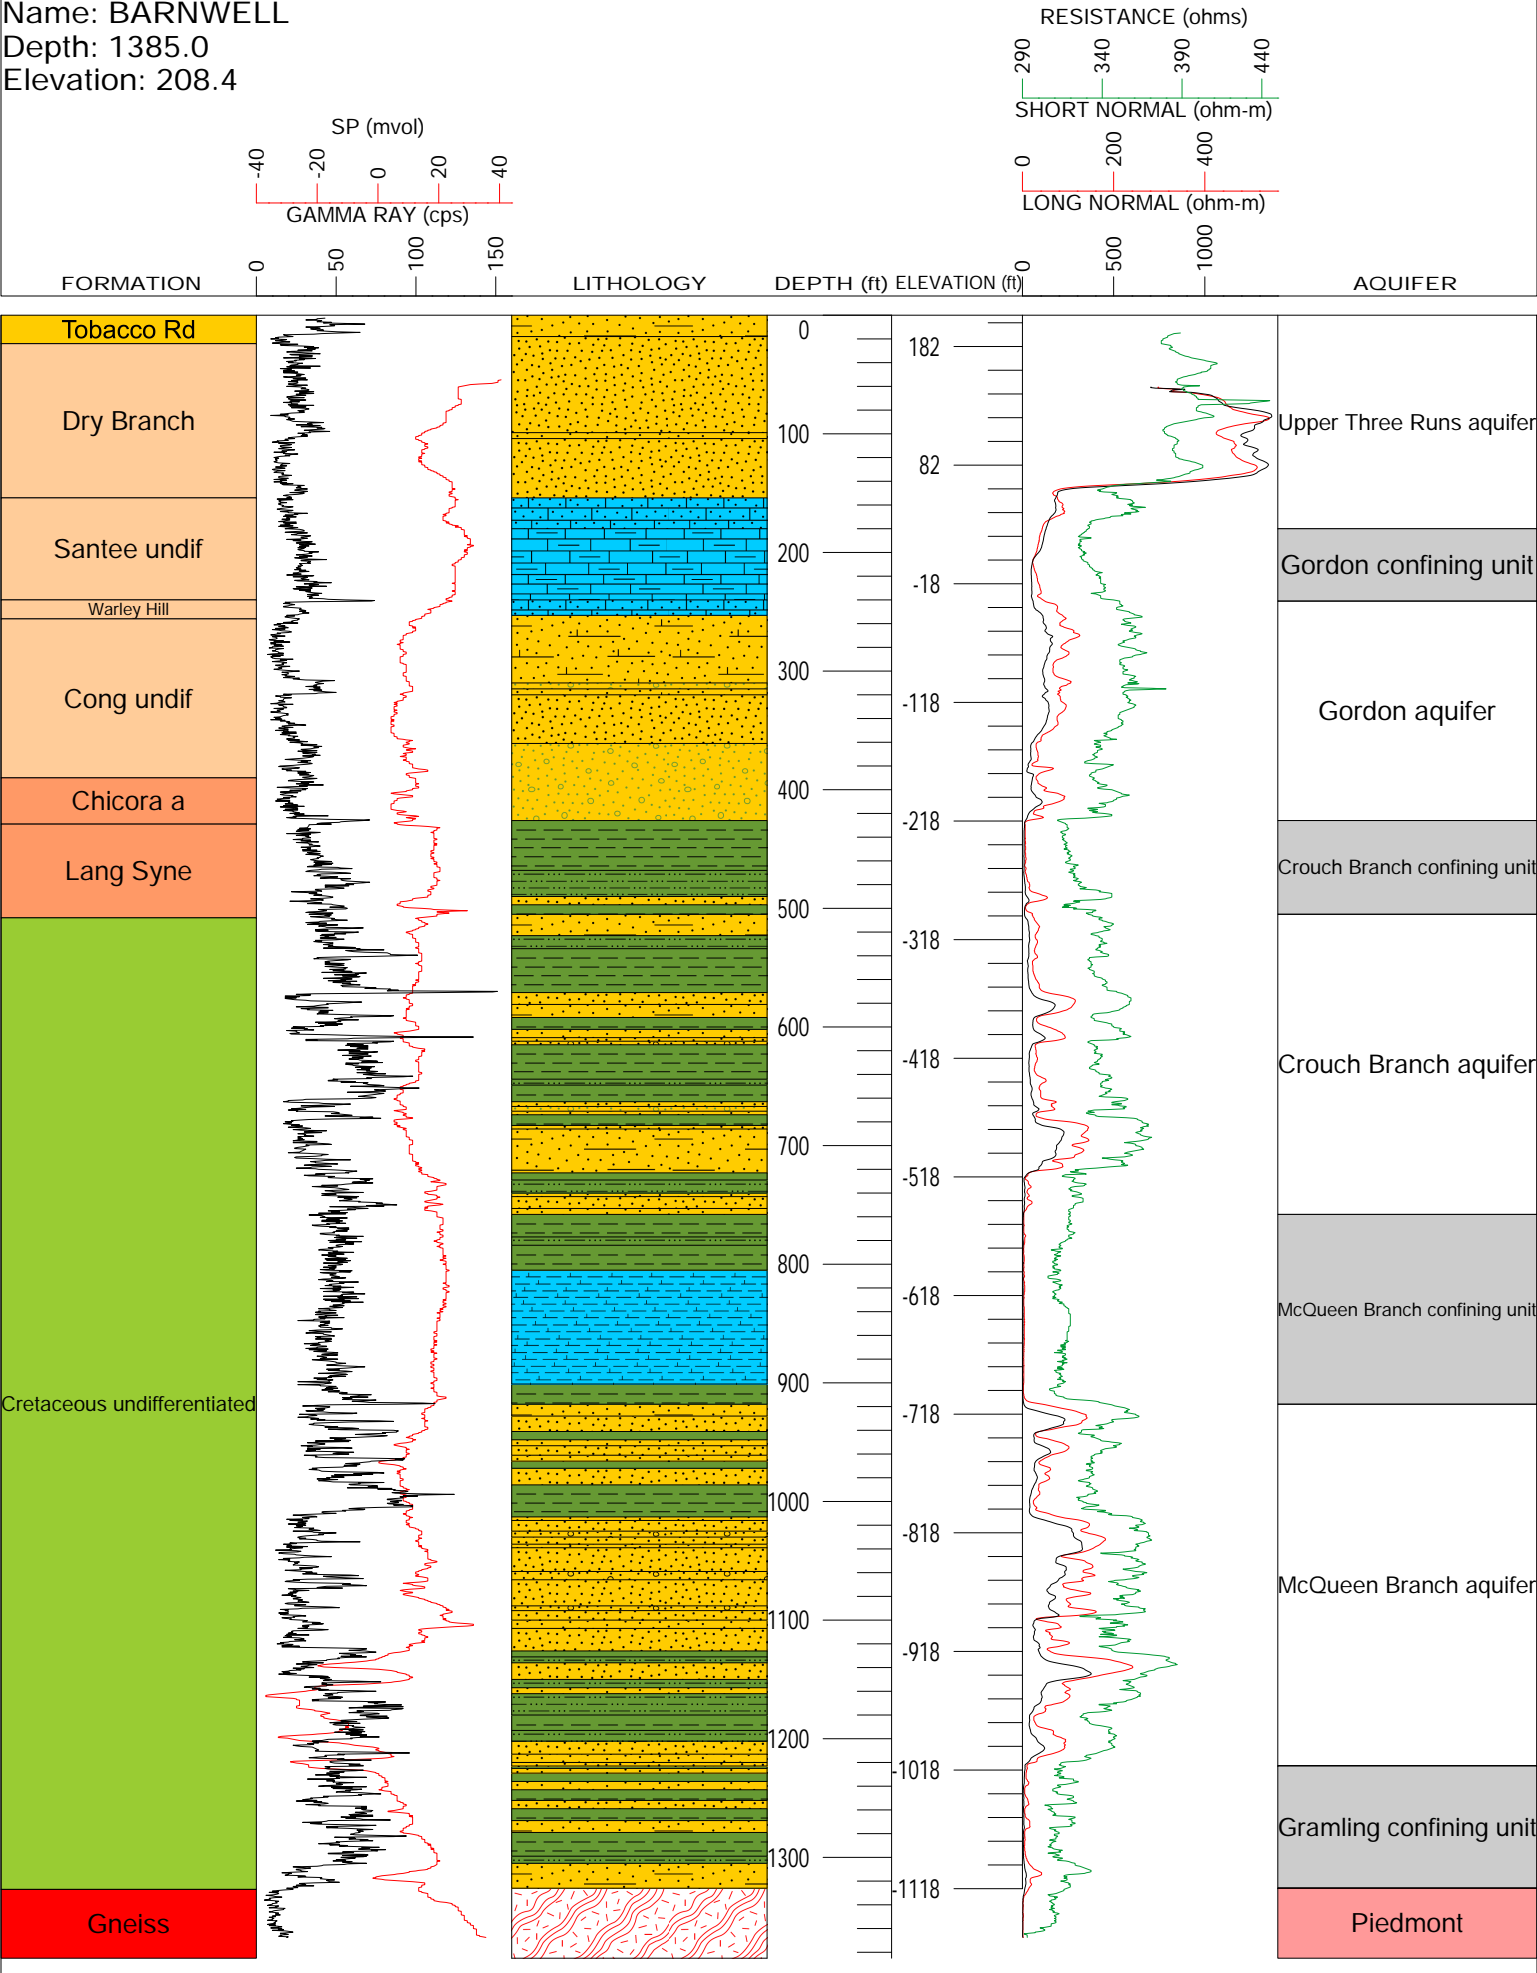 Name: BARNWELL
Depth: 1385.0
Elevation: 208.4
RESISTANCE (ohms)
290 340 390 440
SHORT NORMAL (ohm-m)
0 200 400
LONG NORMAL (ohm-m)
0 500 1000
SP (mvol)
-40 -20 0 20 40
GAMMA RAY (cps)
0 50 100 150
FORMATION LITHOLOGY DEPTH (ft) ELEVATION (ft) AQUIFER
Tobacco Rd
Dry Branch
Santee undif
Warley Hill
Cong undif
Chicora a
Lang Syne
Cretaceous undifferentiated
Gneiss
0
100
200
300
400
500
600
700
800
900
1000
1100
1200
1300
182
82
-18
-118
-218
-318
-418
-518
-618
-718
-818
-918
-1018
-1118
Upper Three Runs aquifer
Gordon confining unit
Gordon aquifer
Crouch Branch confining unit
Crouch Branch aquifer
McQueen Branch confining unit
McQueen Branch aquifer
Gramling confining unit
Piedmont